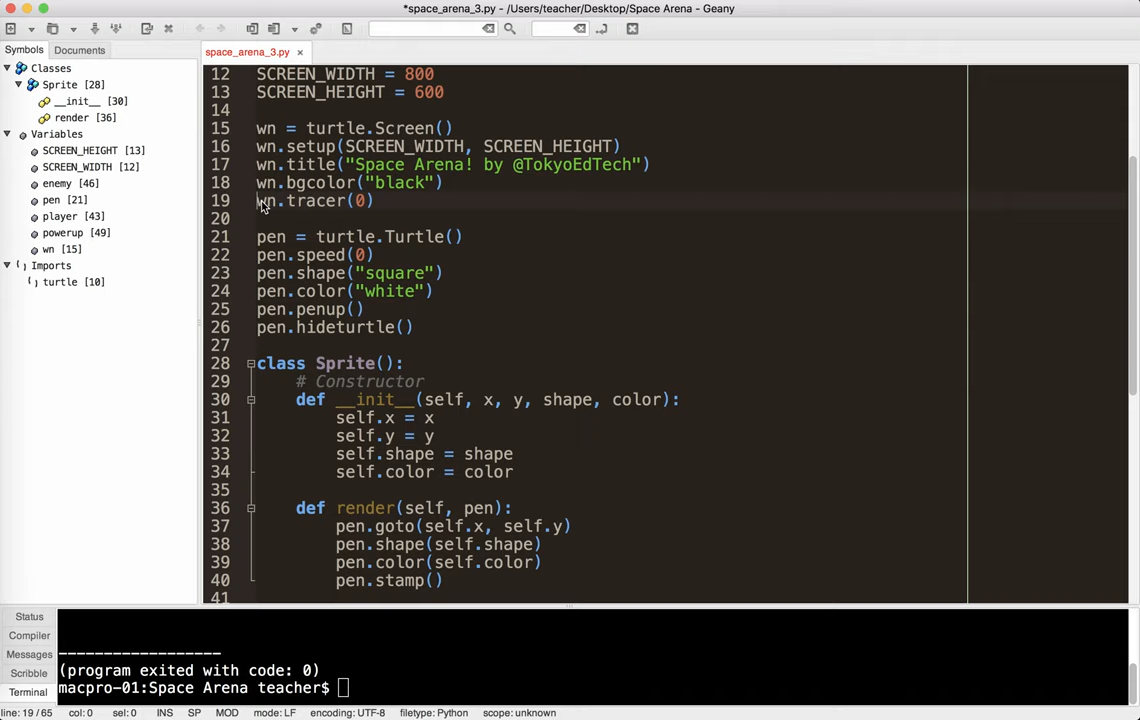 *space_arena_3.py - /Users/teacher/Desktop/Space Arena - Geany
Symbols Documents
space_arena_3.py ×
Classes
Sprite [28]
__init__ [30]
render [36]
Variables
SCREEN_HEIGHT [13]
SCREEN_WIDTH [12]
enemy [46]
pen [21]
player [43]
powerup [49]
wn [15]
Imports
turtle [10]
12 SCREEN_WIDTH = 800
13 SCREEN_HEIGHT = 600
14
15 wn = turtle.Screen()
16 wn.setup(SCREEN_WIDTH, SCREEN_HEIGHT)
17 wn.title("Space Arena! by @TokyoEdTech")
18 wn.bgcolor("black")
19 wn.tracer(0)
20
21 pen = turtle.Turtle()
22 pen.speed(0)
23 pen.shape("square")
24 pen.color("white")
25 pen.penup()
26 pen.hideturtle()
27
28 class Sprite():
29 # Constructor
30 def __init__(self, x, y, shape, color):
31 self.x = x
32 self.y = y
33 self.shape = shape
34 self.color = color
35
36 def render(self, pen):
37 pen.goto(self.x, self.y)
38 pen.shape(self.shape)
39 pen.color(self.color)
40 pen.stamp()
41
Status
Compiler
Messages
Scribble
Terminal
------------------
(program exited with code: 0)
macpro-01:Space Arena teacher$
line: 19 / 65 col: 0 sel: 0 INS SP MOD mode: LF encoding: UTF-8 filetype: Python scope: unknown